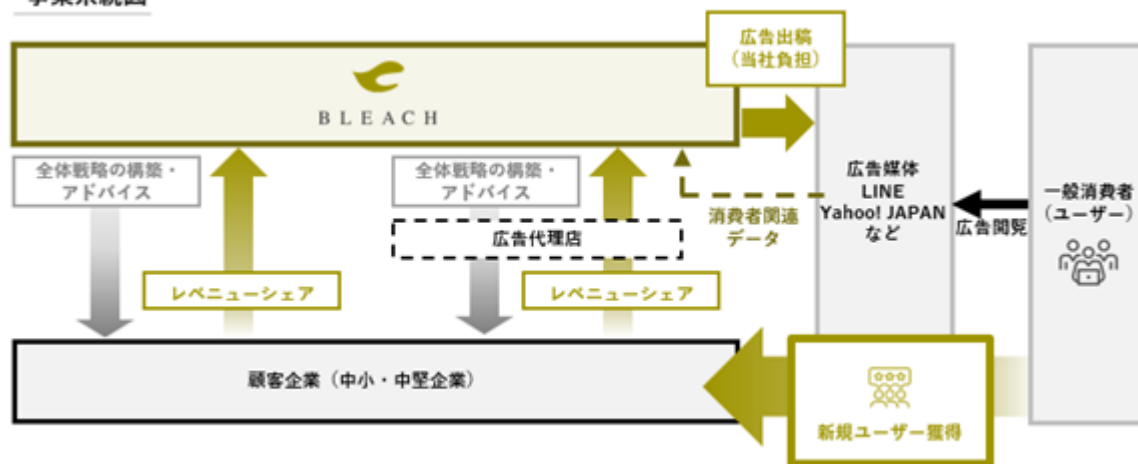 事業系統図
広告出稿
（当社負担）
BLEACH
全体戦略の構築・
アドバイス
全体戦略の構築・
アドバイス
広告代理店
消費者関連
データ
広告媒体
LINE
Yahoo! JAPAN
など
広告閲覧
一般消費者
（ユーザー）
レベニューシェア
レベニューシェア
顧客企業（中小・中堅企業）
新規ユーザー獲得